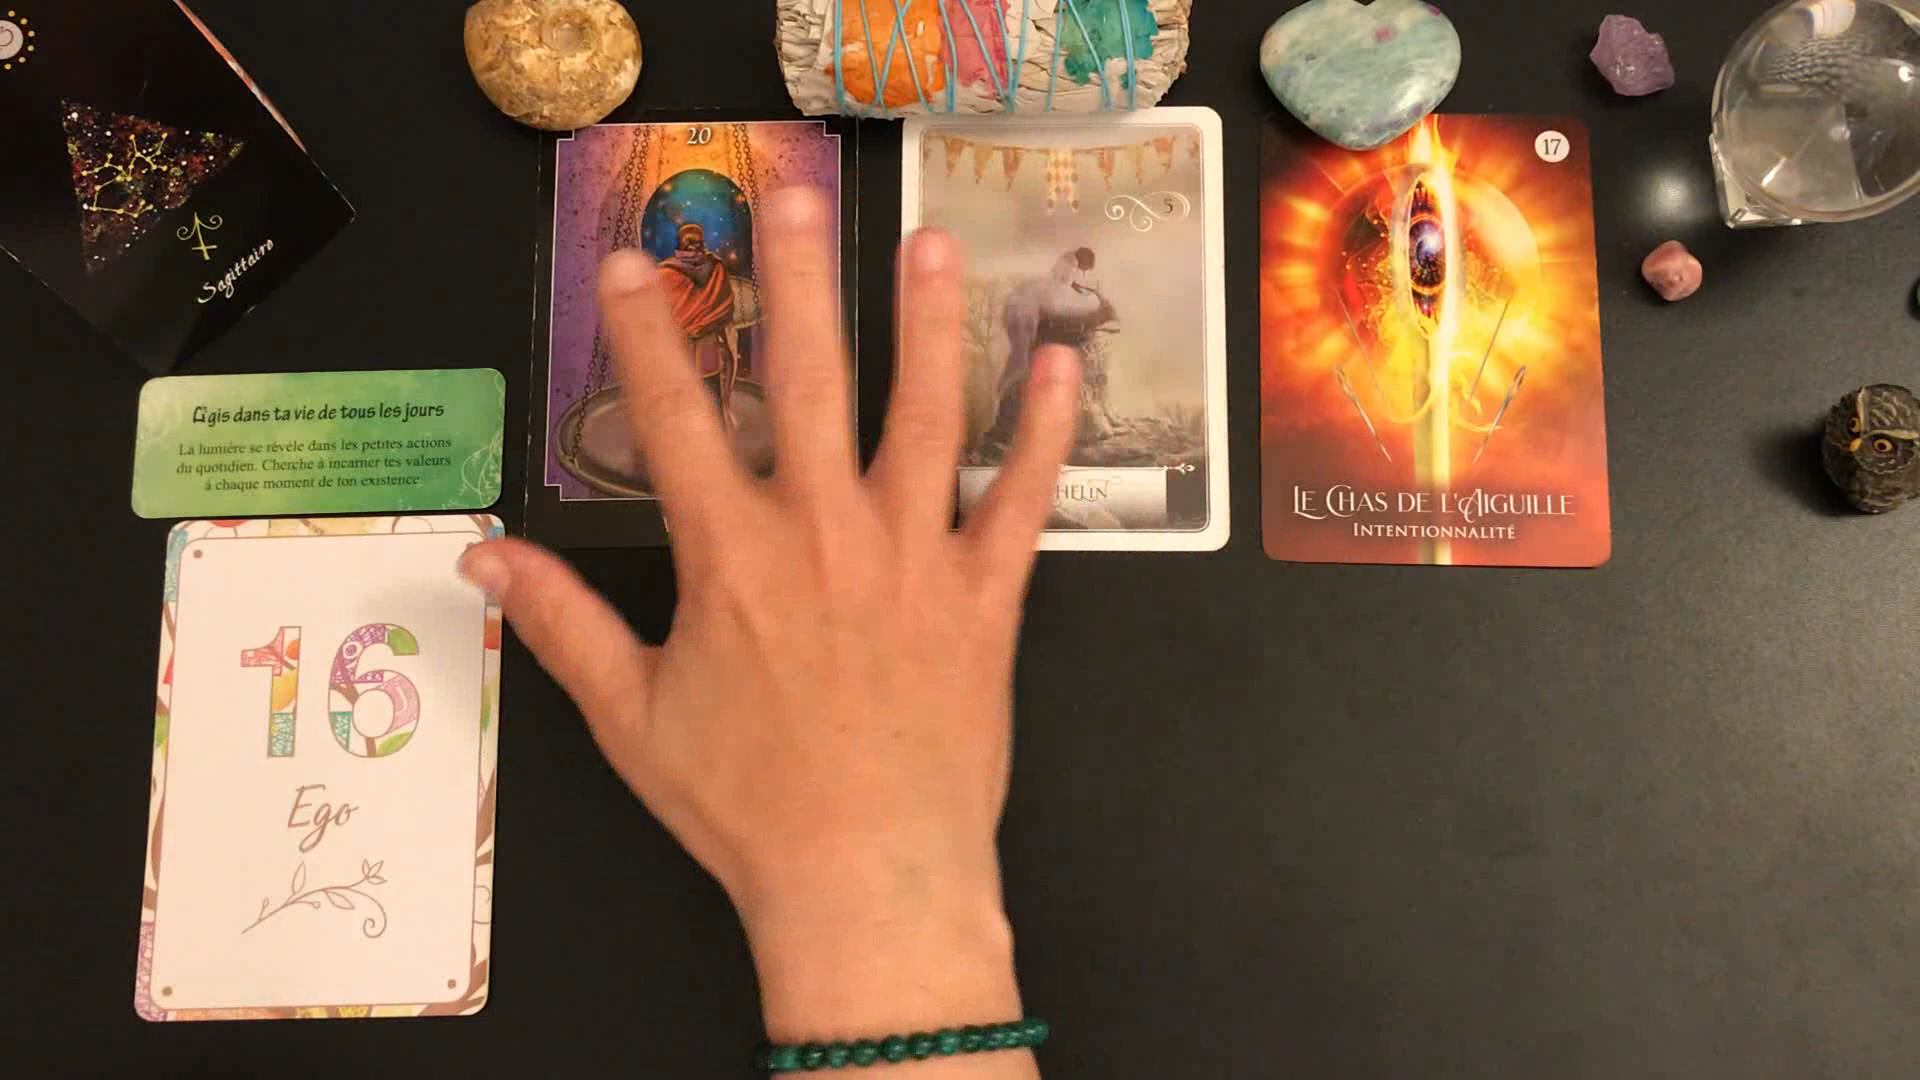 Sagittaire
20
5
17
Agis dans ta vie de tous les jours
La lumière se révèle dans les petites actions
du quotidien. Cherche à incarner tes valeurs
à chaque moment de ton existence.
LE CHAS DE L'AIGUILLE
INTENTIONNALITÉ
16
Ego